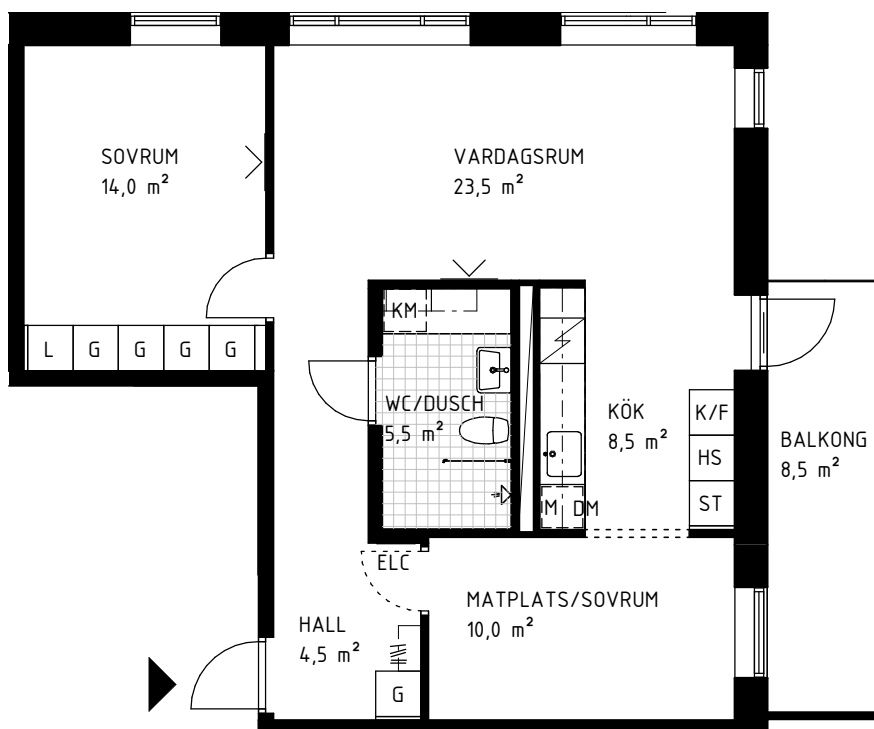 SOVRUM
14,0 m²
VARDAGSRUM
23,5 m²
KM
L G G G G
WC/DUSCH
5,5 m²
KÖK
8,5 m²
K/F
HS
ST
BALKONG
8,5 m²
M DM
ELC
MATPLATS/SOVRUM
10,0 m²
HALL
4,5 m²
G